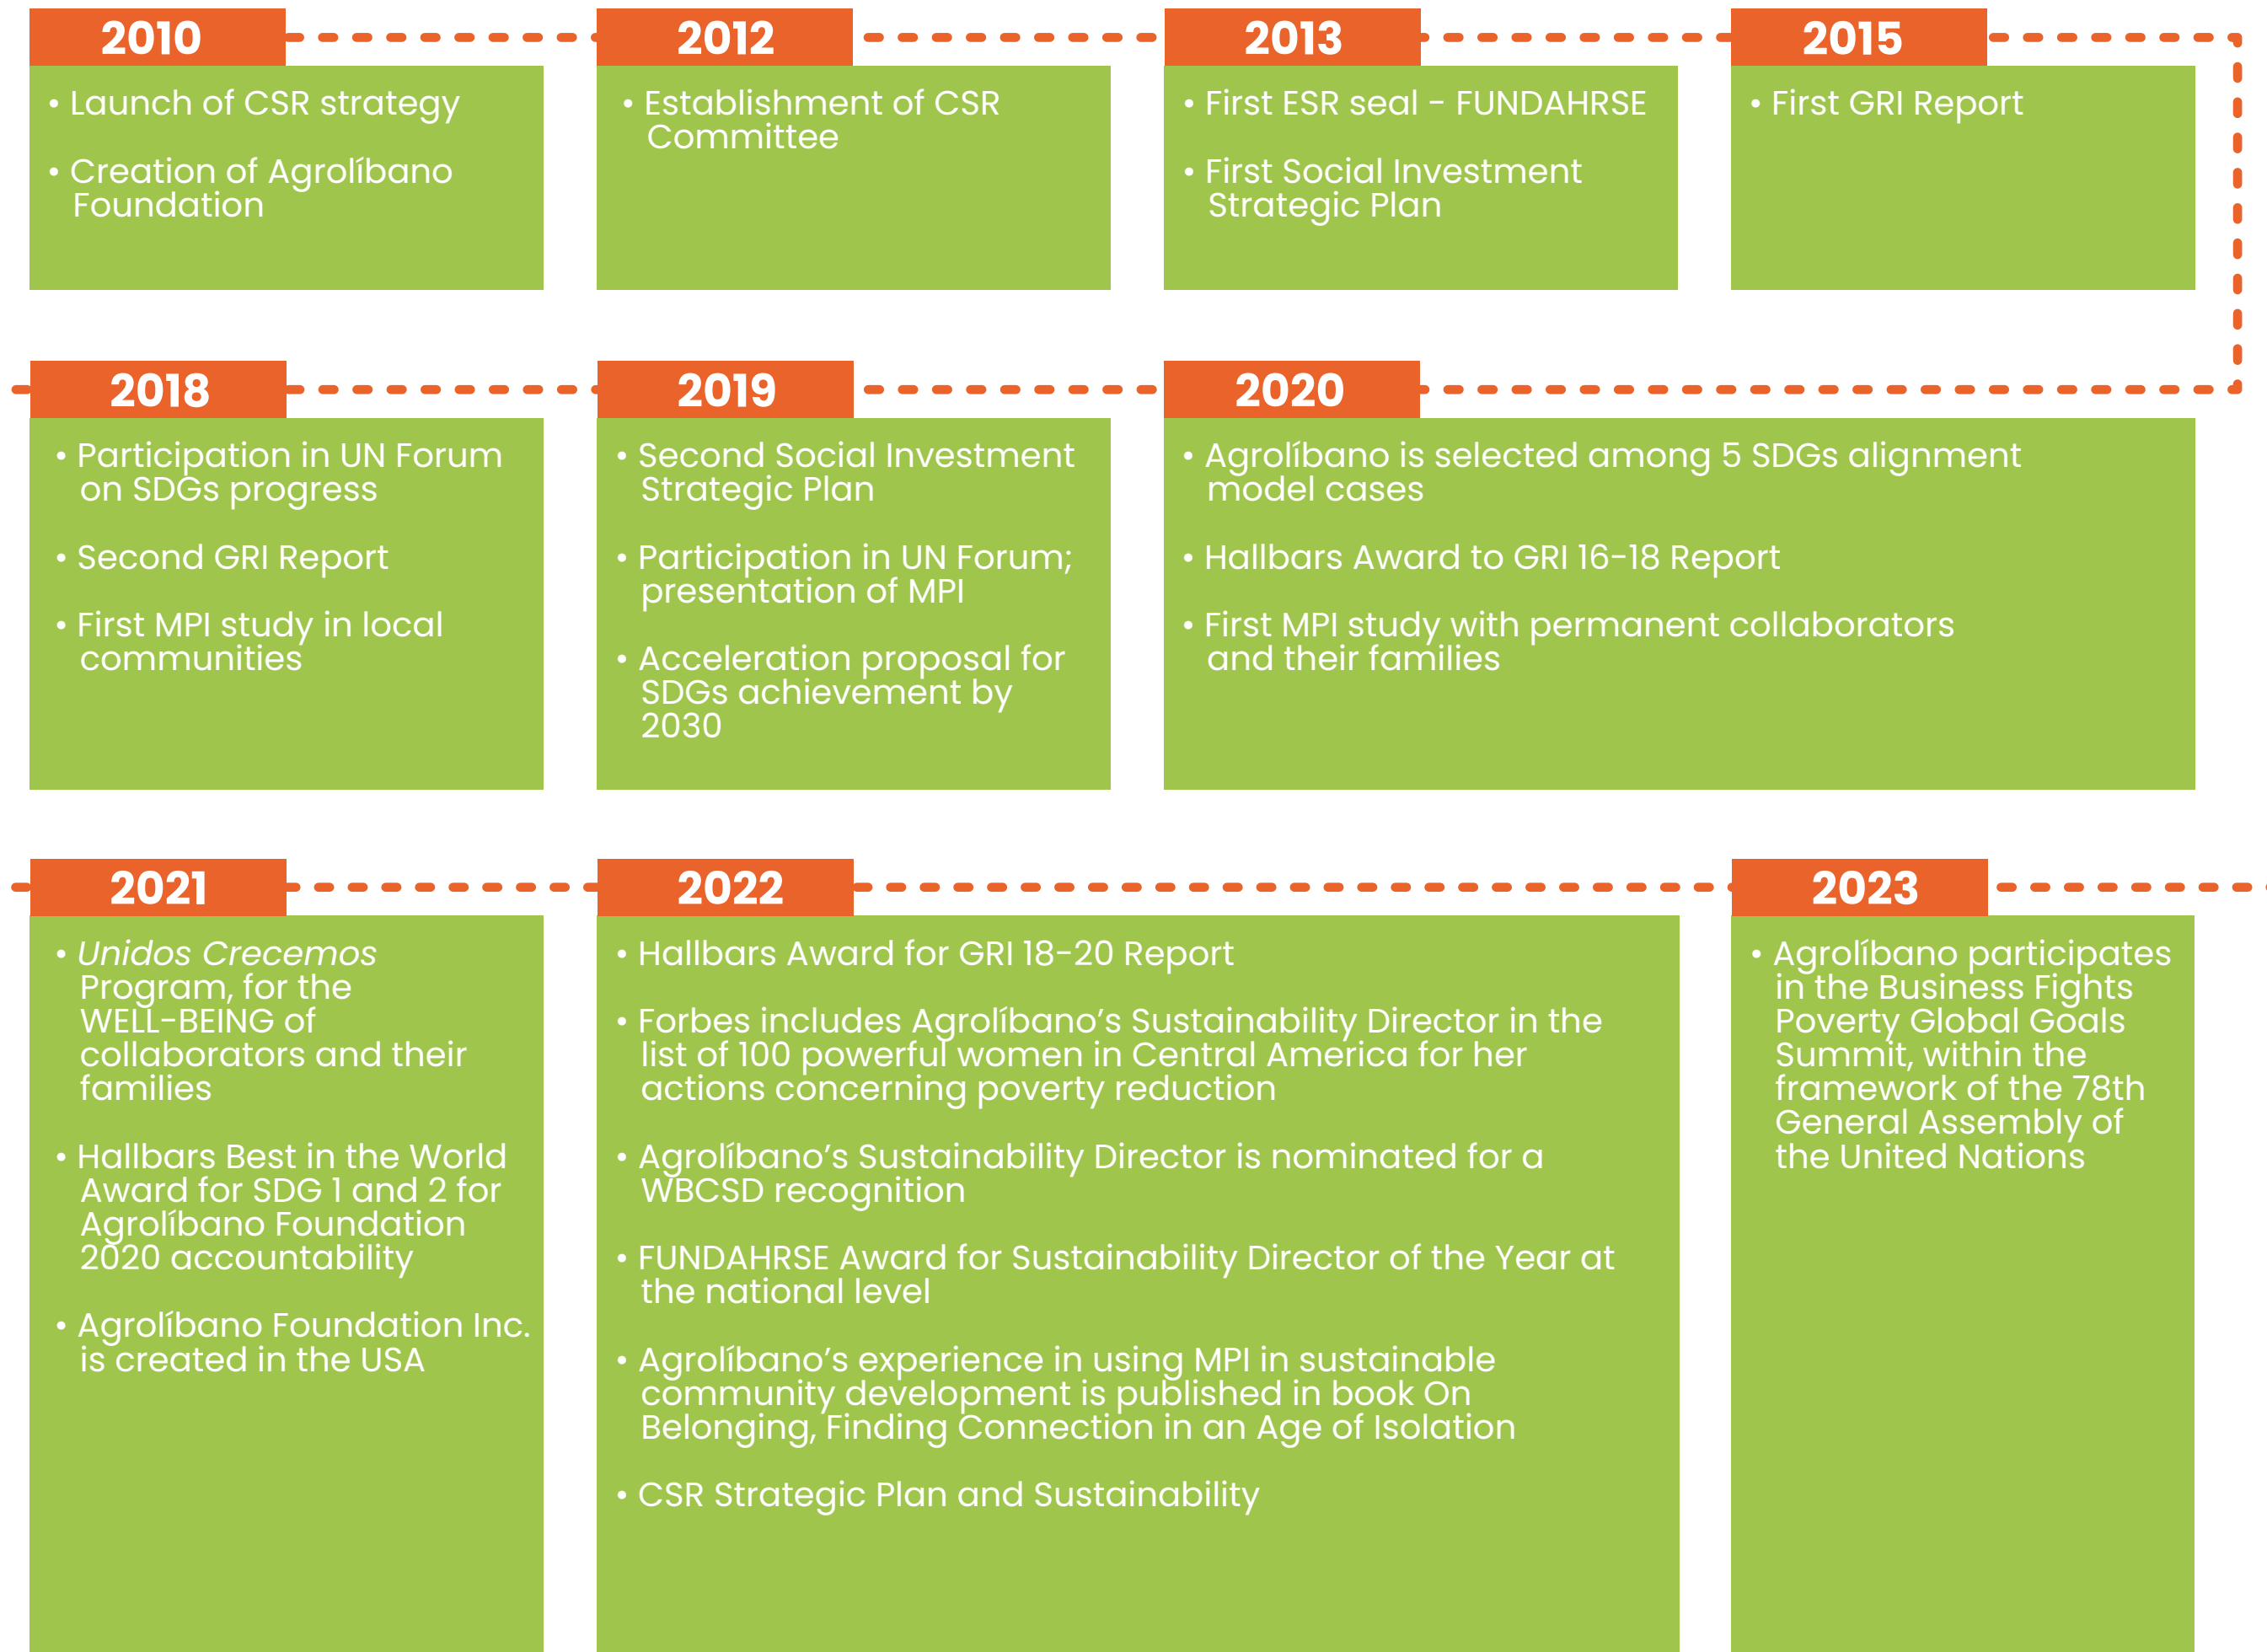 2010
• Launch of CSR strategy
• Creation of Agrolíbano
Foundation
2012
• Establishment of CSR
Committee
2013
• First ESR seal - FUNDAHRSE
• First Social Investment
Strategic Plan
2015
• First GRI Report
2018
• Participation in UN Forum
on SDGs progress
• Second GRI Report
• First MPI study in local
communities
2019
• Second Social Investment
Strategic Plan
• Participation in UN Forum;
presentation of MPI
• Acceleration proposal for
SDGs achievement by
2030
2020
• Agrolíbano is selected among 5 SDGs alignment
model cases
• Hallbars Award to GRI 16-18 Report
• First MPI study with permanent collaborators
and their families
2021
• Unidos Crecemos
Program, for the
WELL-BEING of
collaborators and their
families
• Hallbars Best in the World
Award for SDG 1 and 2 for
Agrolíbano Foundation
2020 accountability
• Agrolíbano Foundation Inc.
is created in the USA
2022
• Hallbars Award for GRI 18-20 Report
• Forbes includes Agrolíbano’s Sustainability Director in the
list of 100 powerful women in Central America for her
actions concerning poverty reduction
• Agrolíbano’s Sustainability Director is nominated for a
WBCSD recognition
• FUNDAHRSE Award for Sustainability Director of the Year at
the national level
• Agrolíbano’s experience in using MPI in sustainable
community development is published in book On
Belonging, Finding Connection in an Age of Isolation
• CSR Strategic Plan and Sustainability
2023
• Agrolíbano participates
in the Business Fights
Poverty Global Goals
Summit, within the
framework of the 78th
General Assembly of
the United Nations